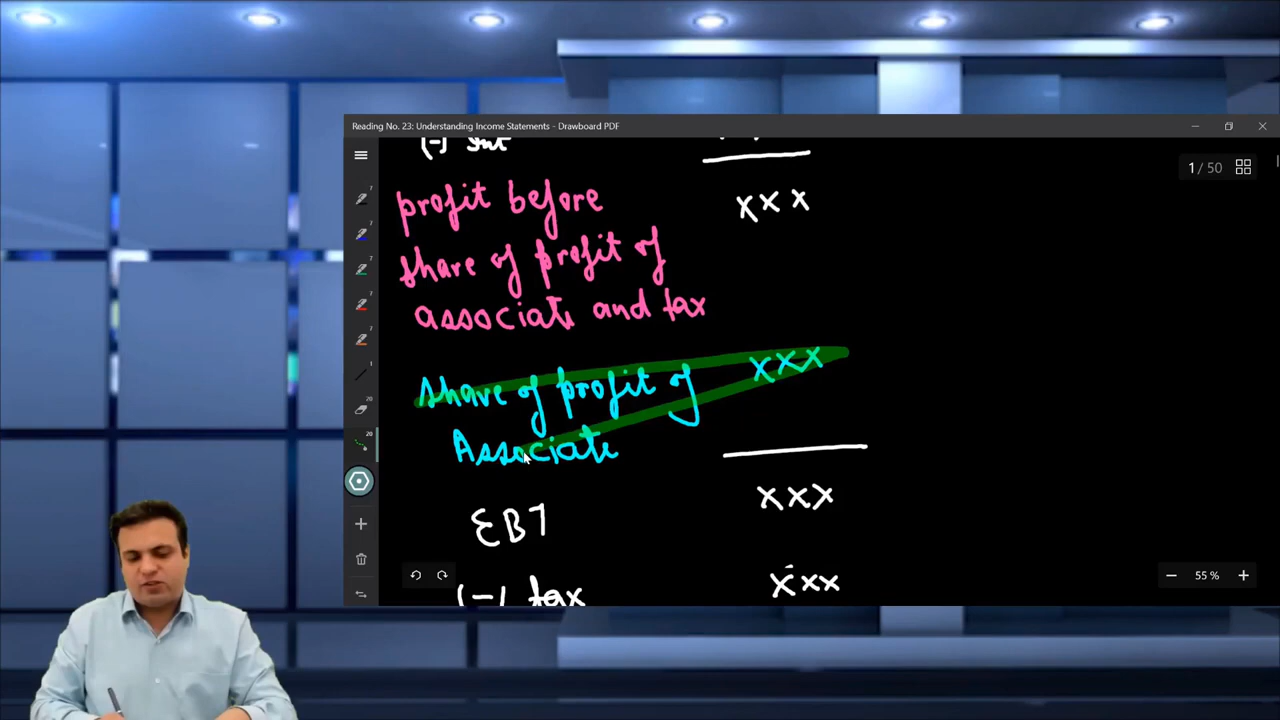 Reading No. 23: Understanding Income Statements - Drawboard PDF
(-) Int
1 / 50
profit before
xxx
share of profit of
associate and tax
share of profit of
xxx
Associate
xxx
EBT
(-) tax
xxx
55 %